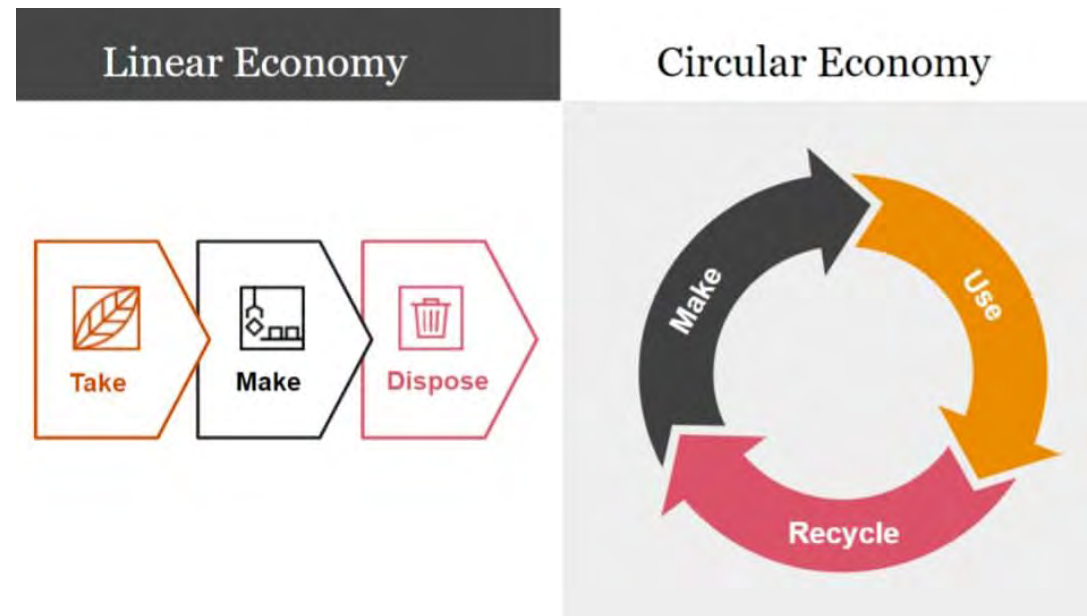 Linear Economy
Circular Economy
Take
Make
Dispose
Make
Use
Recycle